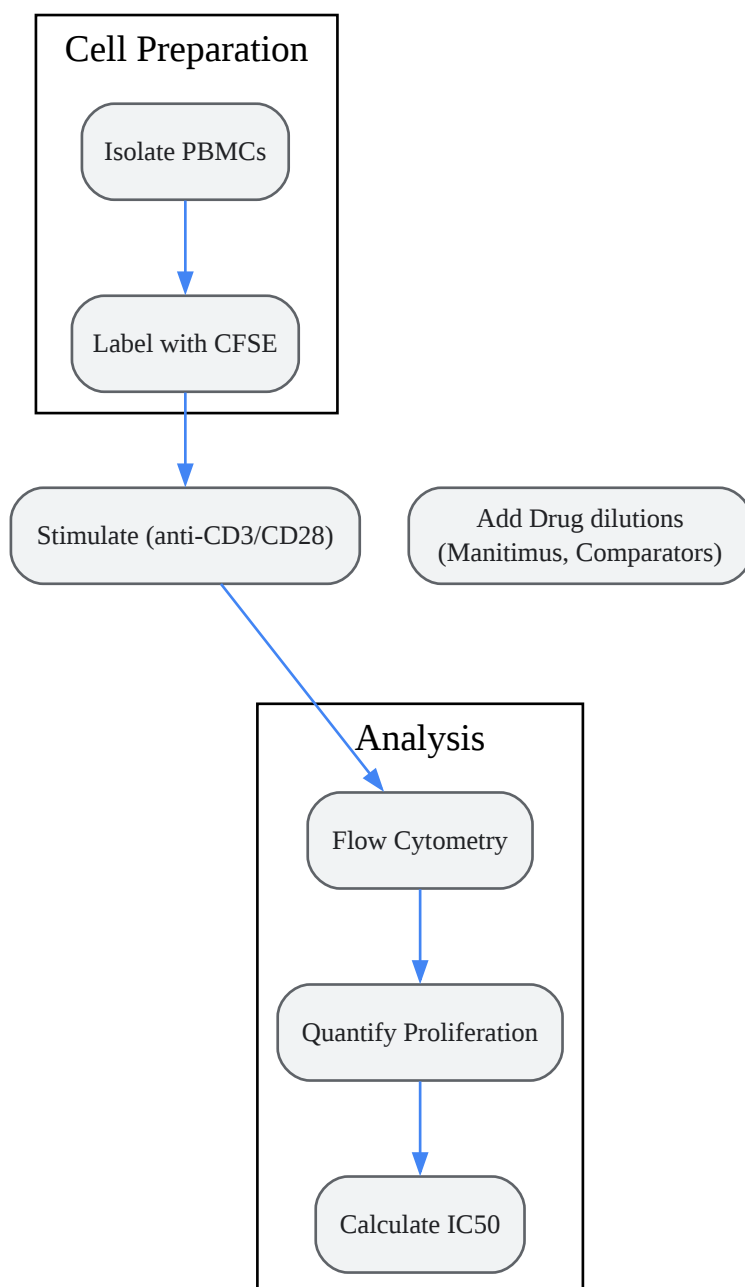 Cell Preparation
Isolate PBMCs
Label with CFSE
Stimulate (anti-CD3/CD28)
Add Drug dilutions
(Manitimus, Comparators)
Analysis
Flow Cytometry
Quantify Proliferation
Calculate IC50